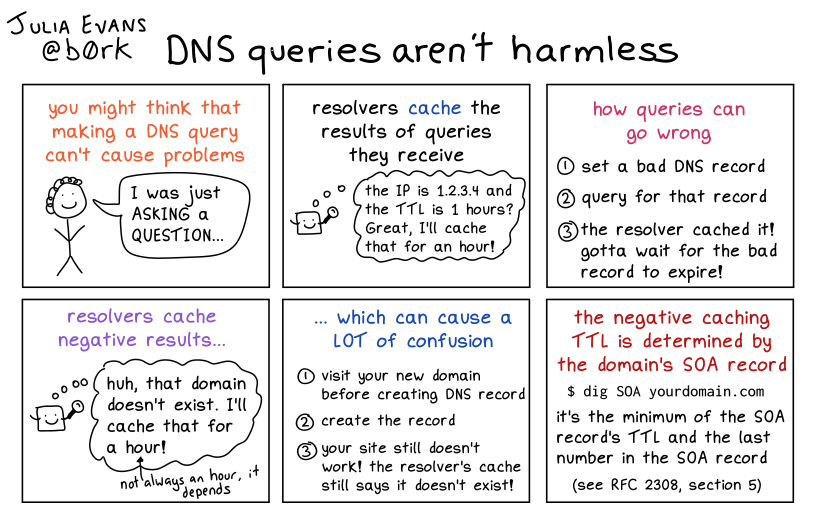 JULIA EVANS
@b0rk
DNS queries aren't harmless
you might think that
making a DNS query
can't cause problems
I was just
ASKING a
QUESTION...
resolvers cache the
results of queries
they receive
the IP is 1.2.3.4 and
the TTL is 1 hours?
Great, I'll cache
that for an hour!
how queries can
go wrong
① set a bad DNS record
② query for that record
③ the resolver cached it!
gotta wait for the bad
record to expire!
resolvers cache
negative results...
huh, that domain
doesn't exist. I'll
cache that for
a hour!
not always an hour, it
depends
... which can cause a
LOT of confusion
① visit your new domain
before creating DNS record
② create the record
③ your site still doesn't
work! the resolver's cache
still says it doesn't exist!
the negative caching
TTL is determined by
the domain's SOA record
$ dig SOA yourdomain.com
it's the minimum of the SOA
record's TTL and the last
number in the SOA record
(see RFC 2308, section 5)